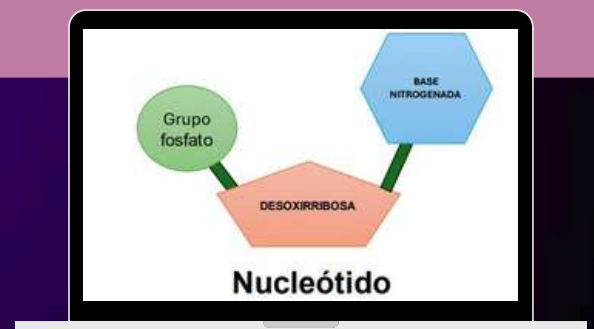 Grupo
fosfato
BASE
NITROGENADA
DESOXIRRIBOSA
Nucleótido